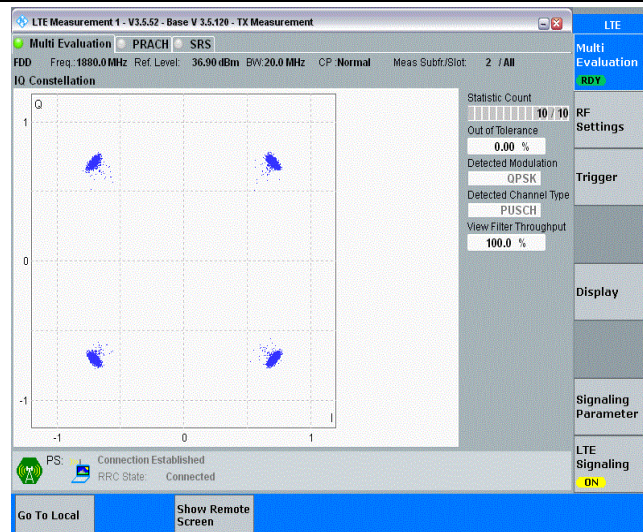 LTE Measurement 1 - V3.5.52 - Base V 3.5.120 - TX Measurement
LTE
Multi Evaluation PRACH SRS
Multi
Evaluation
RDY
FDD Freq.:1880.0 MHz Ref. Level: 36.90 dBm BW:20.0 MHz CP :Normal Meas Subfr./Slot: 2 / All
IQ Constellation
Q
1
0
-1
-1
0
1
I
Statistic Count
10 / 10
Out of Tolerance
0.00 %
Detected Modulation
QPSK
Detected Channel Type
PUSCH
View Filter Throughput
100.0 %
RF
Settings
Trigger
Display
Signaling
Parameter
LTE
Signaling
ON
PS: Connection Established
RRC State: Connected
Go To Local
Show Remote
Screen